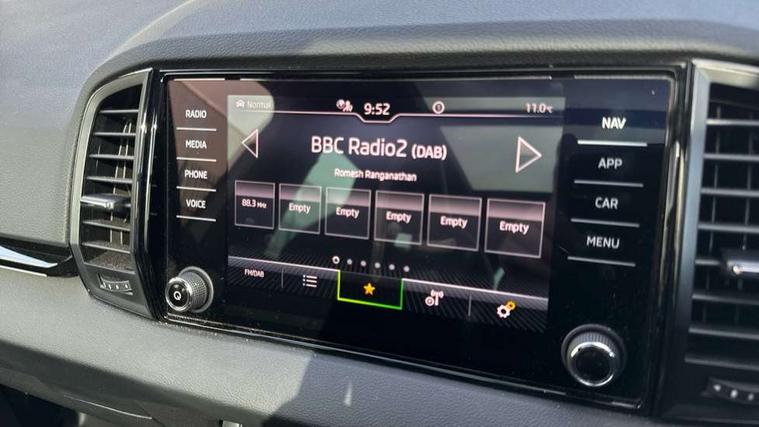 RADIO
MEDIA
PHONE
VOICE
Normal
9:52
11.0°C
BBC Radio2 (DAB)
Romesh Ranganathan
88.3 MHz
Empty
Empty
Empty
Empty
Empty
FM/DAB
NAV
APP
CAR
MENU